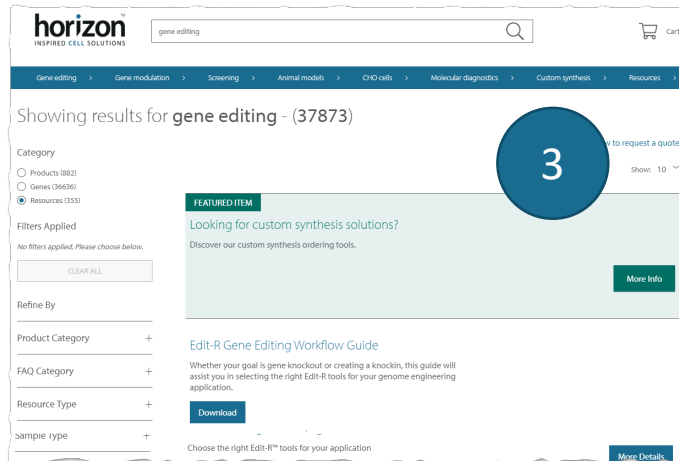 horizon™
INSPIRED CELL SOLUTIONS
gene editing
Cart
Gene editing > Gene modulation > Screening > Animal models > CHO cells > Molecular diagnostics > Custom synthesis > Resources >
Showing results for gene editing - (37873)
to request a quote
3
Show: 10
Category
Products (882)
Genes (36636)
Resources (355)
Filters Applied
No filters applied. Please choose below.
CLEAR ALL
Refine By
Product Category +
FAQ Category +
Resource Type +
Sample Type +
FEATURED ITEM
Looking for custom synthesis solutions?
Discover our custom synthesis ordering tools.
More Info
Edit-R Gene Editing Workflow Guide
Whether your goal is gene knockout or creating a knockin, this guide will
assist you in selecting the right Edit-R tools for your genome engineering
application.
Download
Choose the right Edit-R™ tools for your application
More Details